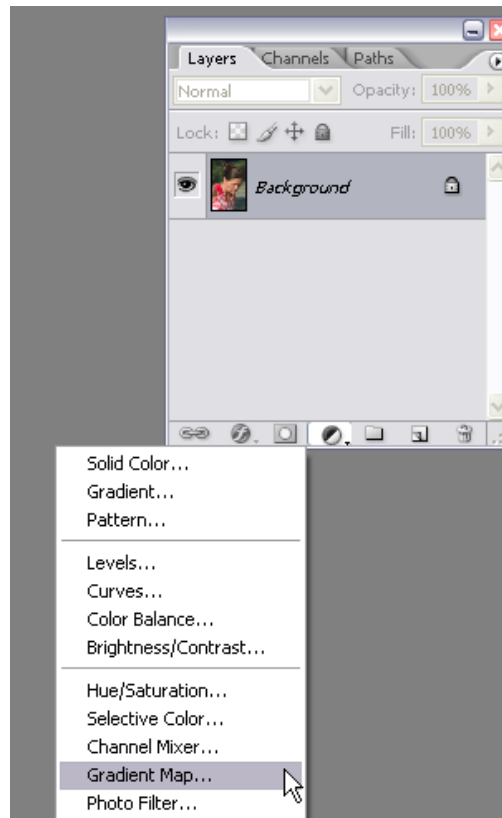 Layers Channels Paths
Normal Opacity: 100%
Lock: Fill: 100%
Background
Solid Color...
Gradient...
Pattern...
Levels...
Curves...
Color Balance...
Brightness/Contrast...
Hue/Saturation...
Selective Color...
Channel Mixer...
Gradient Map...
Photo Filter...